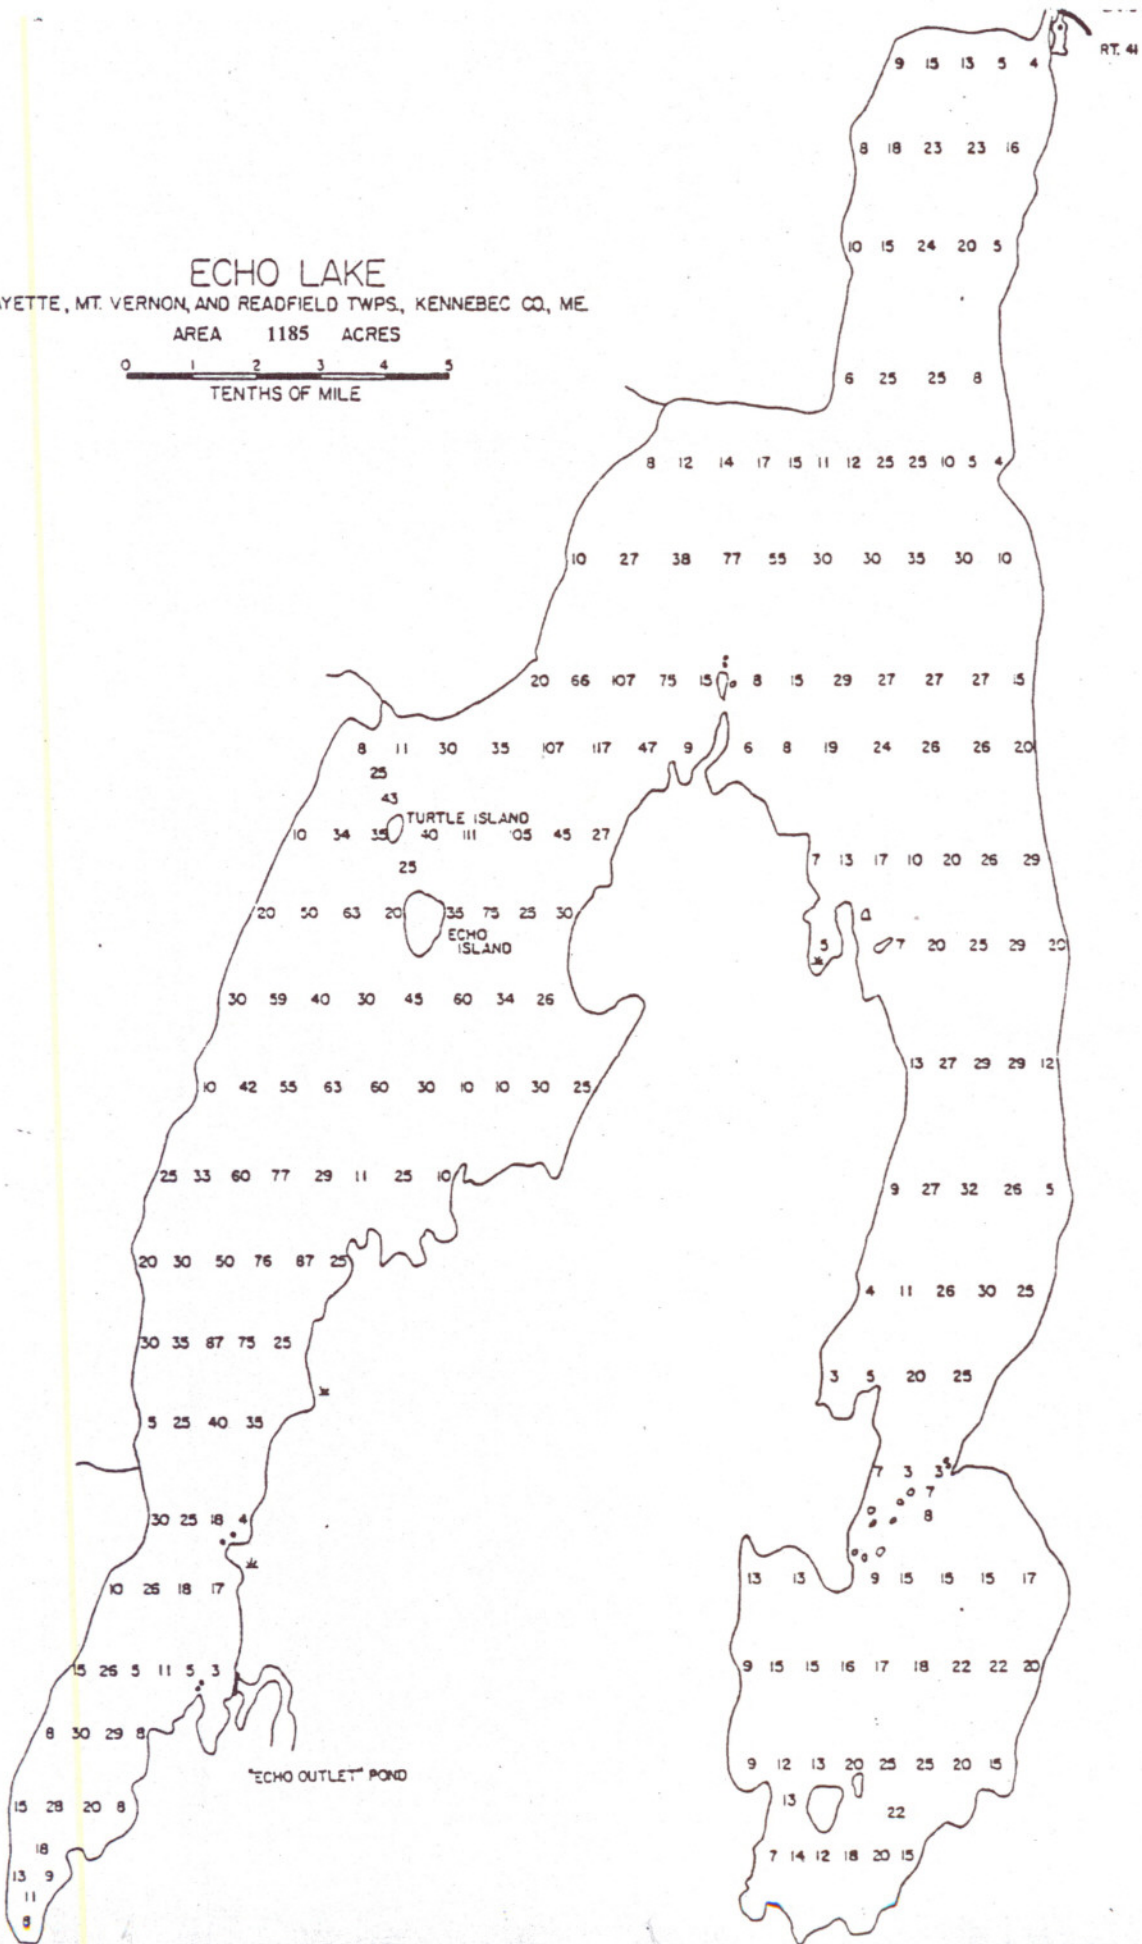 RT. 41
9 15 13 5 4
8 18 23 23 16
10 15 24 20 5
ECHO LAKE
AYETTE, MT. VERNON, AND READFIELD TWPS., KENNEBEC CO., ME.
AREA 1185 ACRES
0 1 2 3 4 5
TENTHS OF MILE
6 25 25 8
8 12 14 17 15 11 12 25 25 10 5 4
10 27 38 77 55 30 30 35 30 10
20 66 107 75 15 8 15 29 27 27 27 15
8 11 30 35 107 117 47 9 6 8 19 24 26 26 20
25
43
TURTLE ISLAND
10 34 35 40 111 105 45 27
7 13 17 10 20 26 29
25
20 50 63 20 35 75 25 30
ECHO
ISLAND
5 7 20 25 29 20
30 59 40 30 45 60 34 26
13 27 29 29 12
10 42 55 63 60 30 10 10 30 25
25 33 60 77 29 11 25 10
9 27 32 26 5
20 30 50 76 87 25
4 11 26 30 25
30 35 87 75 25
3 5 20 25
5 25 40 35
7 3 3
7
30 25 18 4
8
10 26 18 17
13 13 9 15 15 15 17
15 26 5 11 5 3
9 15 15 16 17 18 22 22 20
8 30 29 8
"ECHO OUTLET" POND
9 12 13 20 25 25 20 15
15 28 20 8
13 22
18
7 14 12 18 20 15
13 9
11
8